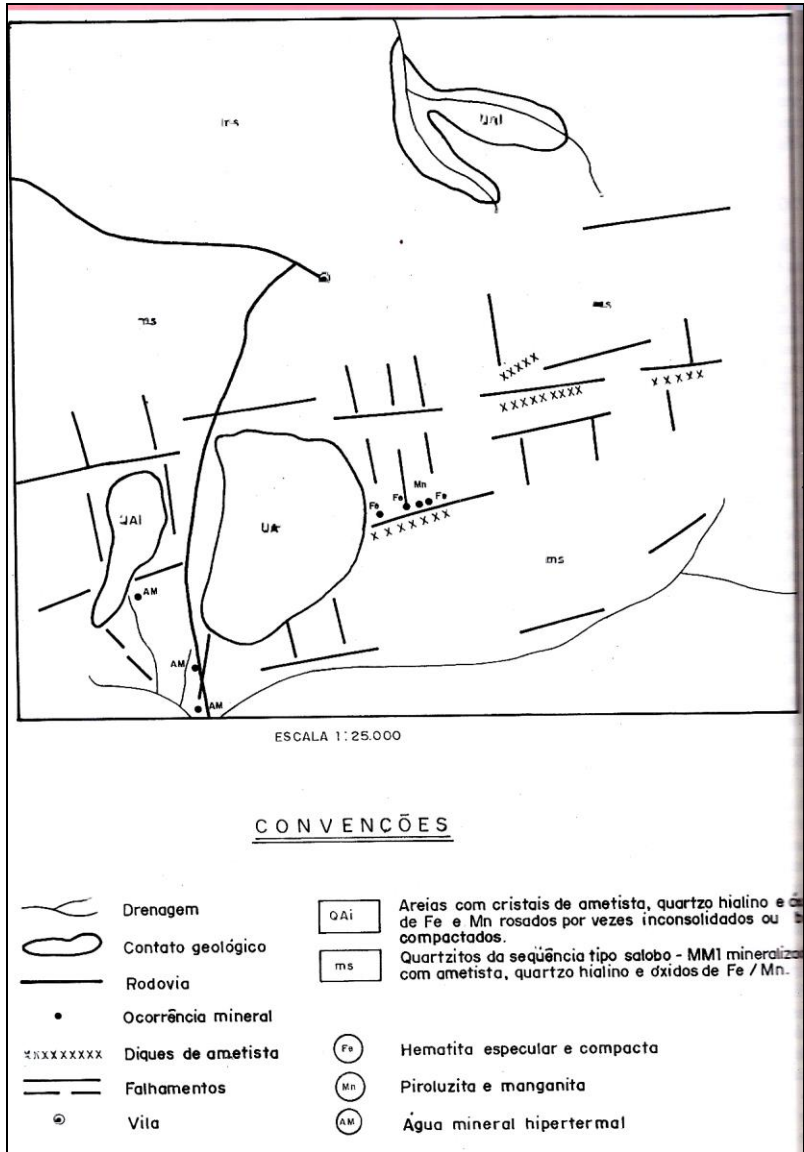 ms
QAI
ms
ms
QAI
UA
Fe
Fe
Mn
Fe
ms
AM
AM
AM
ESCALA 1:25.000
CONVENÇÕES
Drenagem
Contato geológico
Rodovia
Ocorrência mineral
Diques de ametista
Falhamentos
Vila
QAi
Areias com cristais de ametista, quartzo hialino e
de Fe e Mn rosados por vezes inconsolidados ou
compactados.
ms
Quartzitos da seqüência tipo salobo - MM1
com ametista, quartzo hialino e óxidos de Fe / Mn.
Fe
Hematita especular e compacta
Mn
Piroluzita e manganita
AM
Água mineral hipertermal